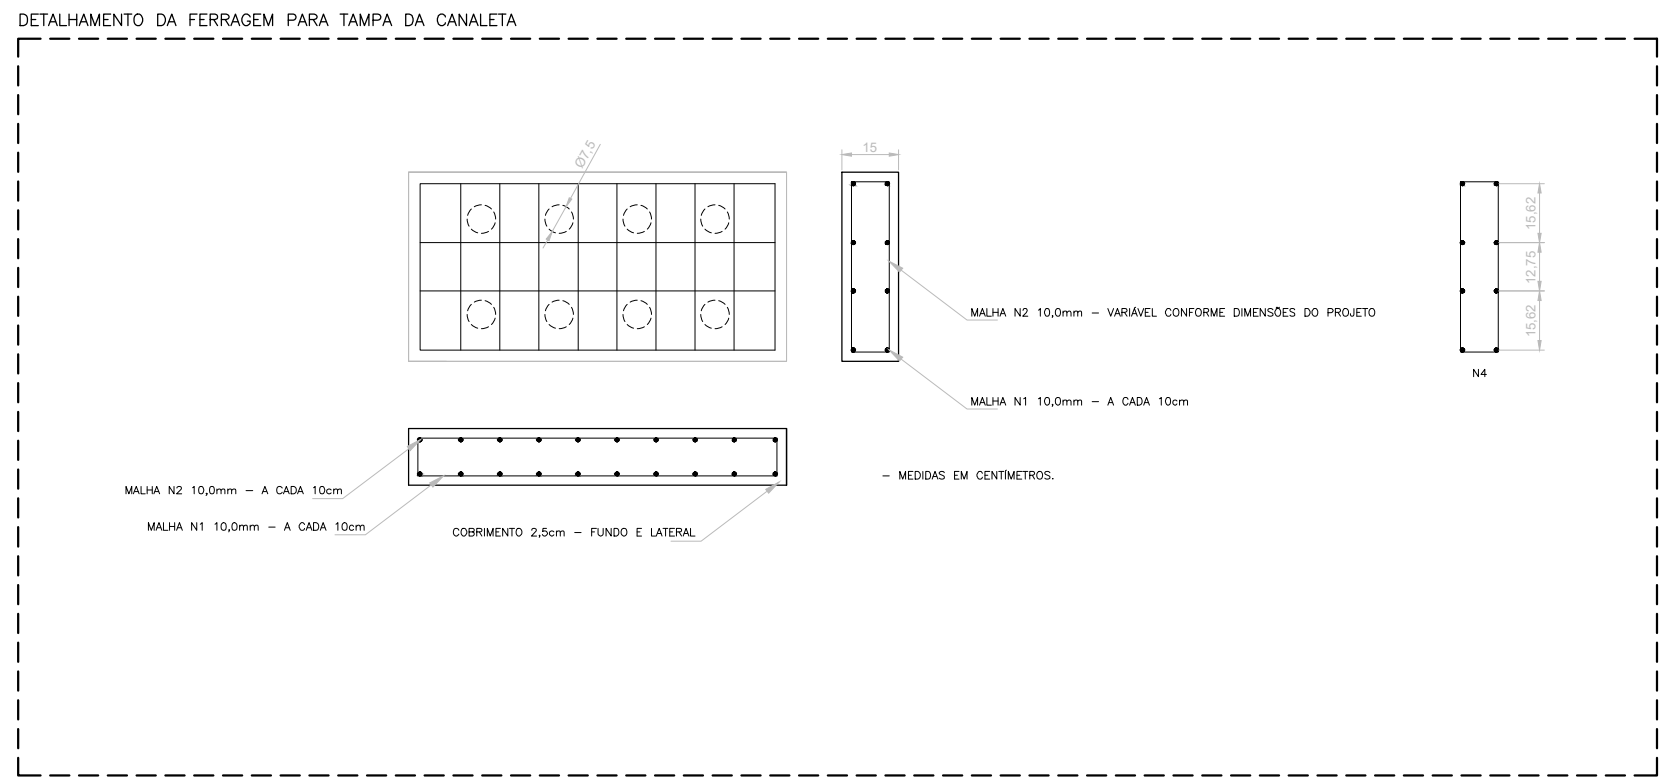 DETALHAMENTO DA FERRAGEM PARA TAMPA DA CANALETA
Ø7,5
15
15,62
12,75
15,62
MALHA N2 10,0mm – VARIÁVEL CONFORME DIMENSÕES DO PROJETO
N4
MALHA N1 10,0mm – A CADA 10cm
– MEDIDAS EM CENTÍMETROS.
MALHA N2 10,0mm – A CADA 10cm
MALHA N1 10,0mm – A CADA 10cm
COBRIMENTO 2,5cm – FUNDO E LATERAL